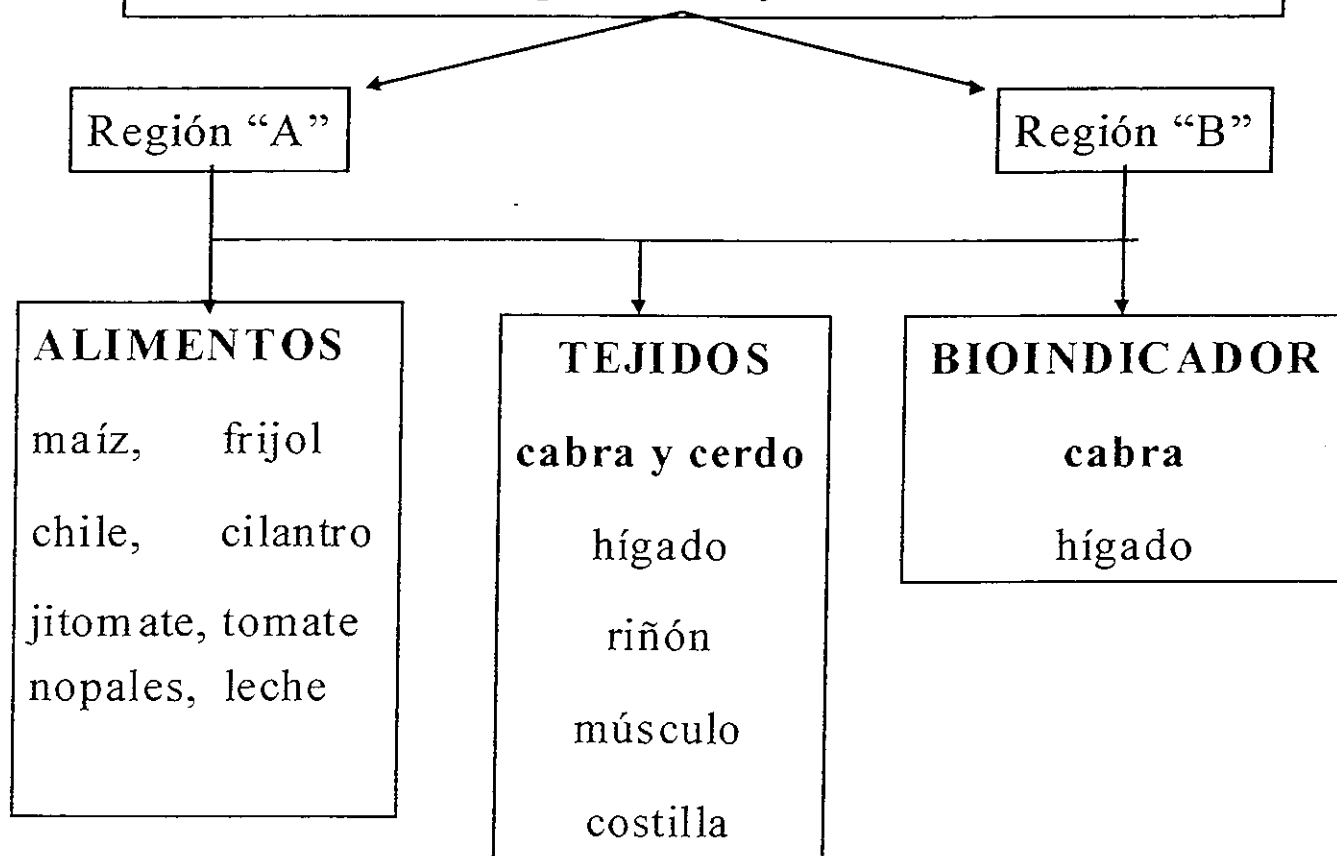 Región “A”
Región “B”
ALIMENTOS
maíz, frijol
chile, cilantro
jitomate, tomate
nopales, leche
TEJIDOS
cabra y cerdo
hígado
riñón
músculo
costilla
BIOINDICADOR
cabra
hígado